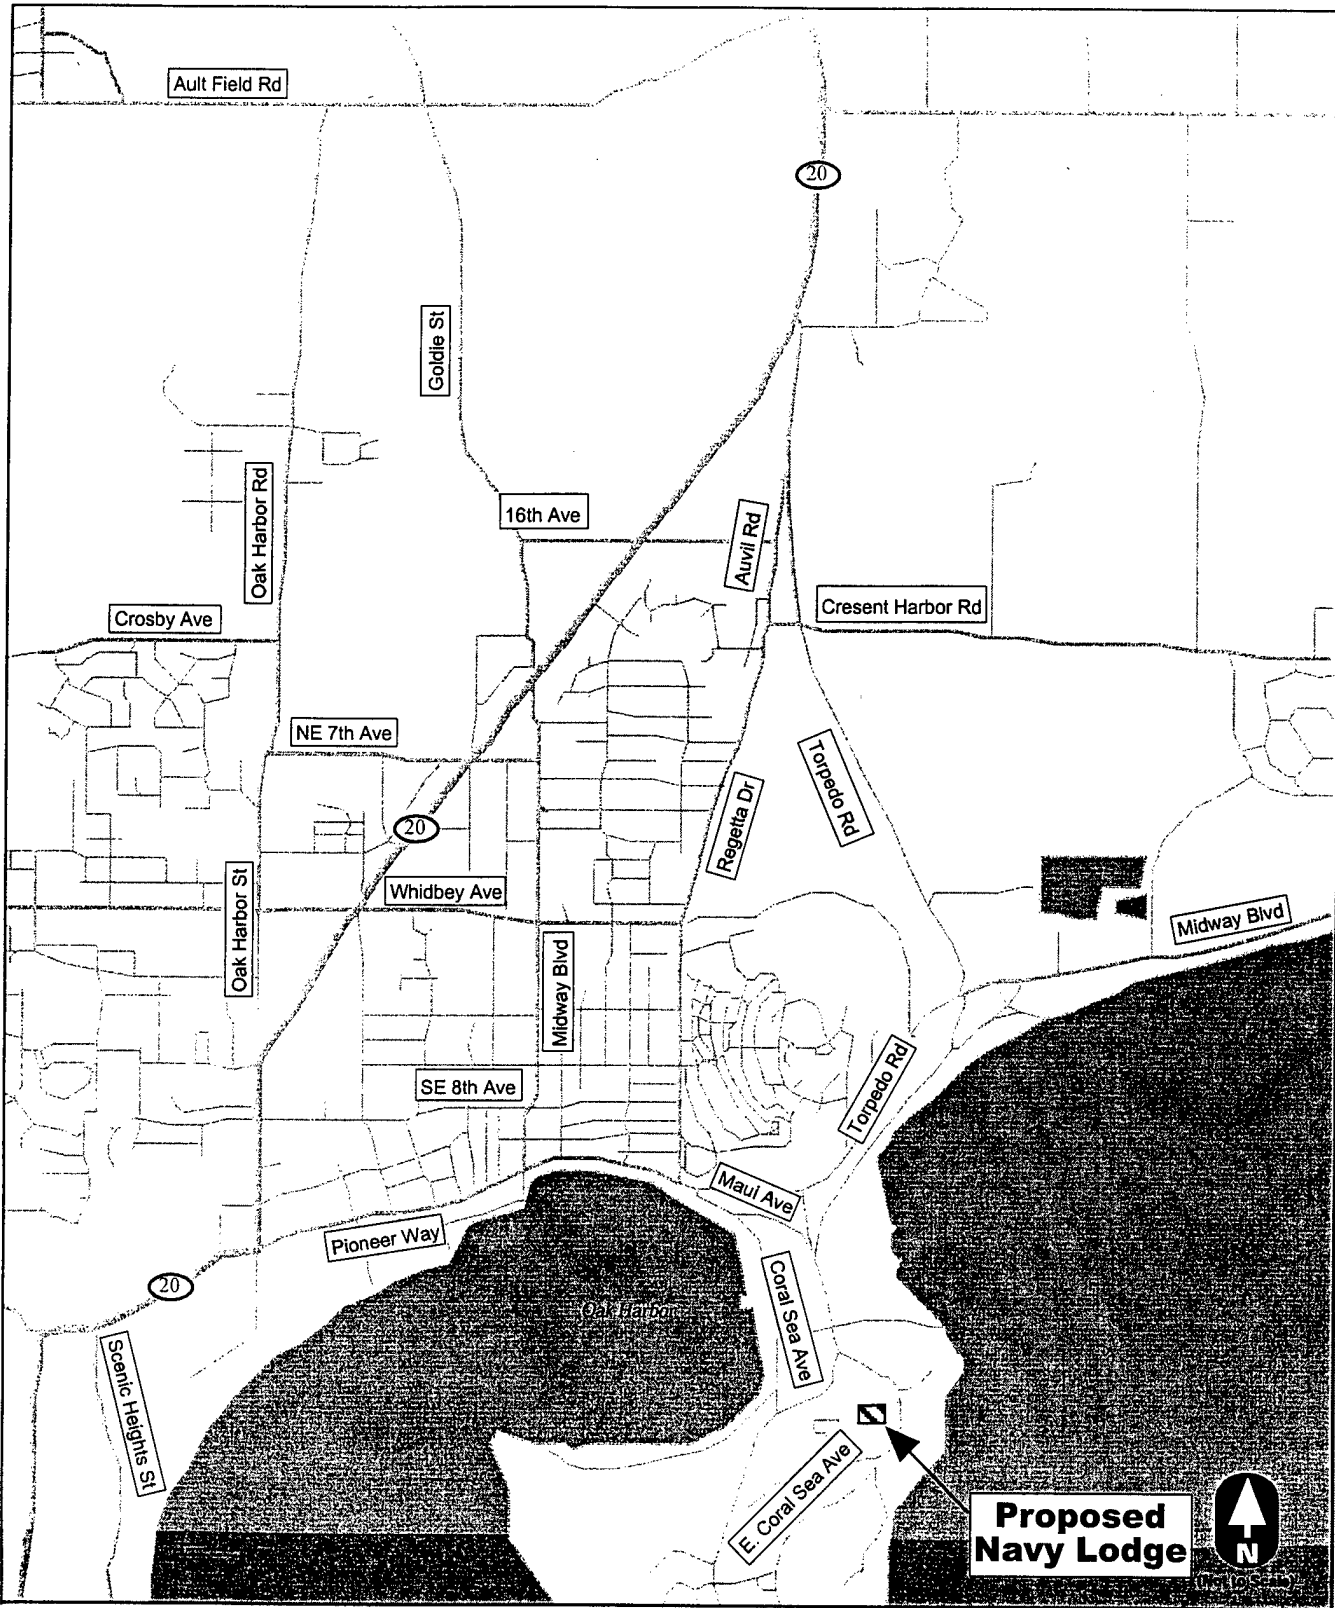 Ault Field Rd
20
Goldie St
Oak Harbor Rd
16th Ave
Auvil Rd
Crosby Ave
Cresent Harbor Rd
NE 7th Ave
Torpedo Rd
Regetta Dr
20
Whidbey Ave
Oak Harbor St
Midway Blvd
Midway Blvd
SE 8th Ave
Torpedo Rd
Maui Ave
Pioneer Way
20
Coral Sea Ave
Oak Harbor
Scenic Heights St
E. Coral Sea Ave
Proposed
Navy Lodge
N
(Not to Scale)